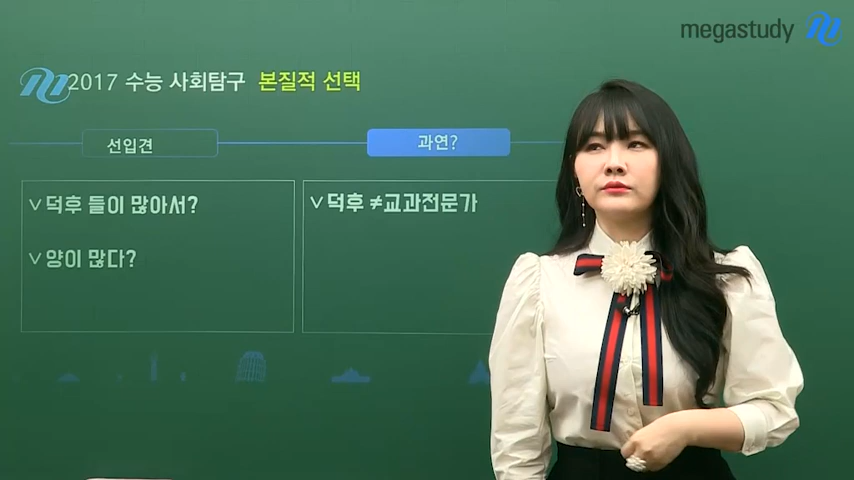 megastudy
2017 수능 사회탐구 본질적 선택
선입견
과연?
∨ 덕후 들이 많아서?
∨ 양이 많다?
∨ 덕후 ≠교과전문가